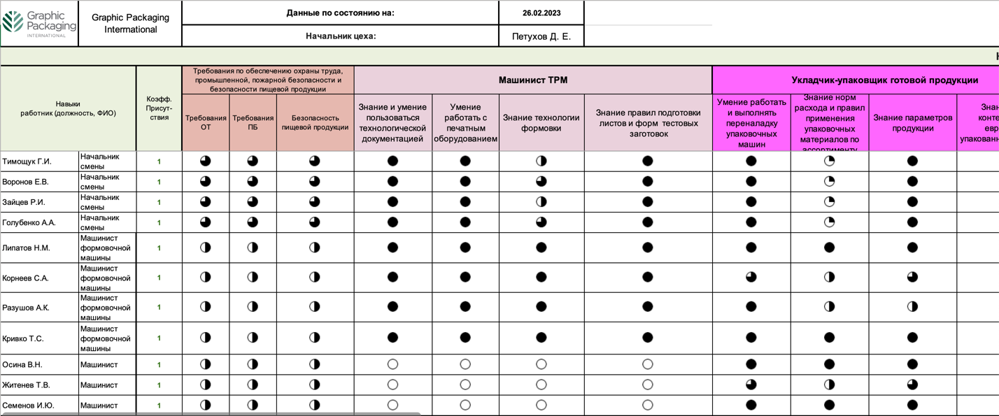 Graphic
Packaging
INTERNATIONAL
Graphic Packaging
International
Данные по состоянию на:
26.02.2023
Начальник цеха:
Петухов Д. Е.
Навыки
работник (должность, ФИО)
Коэфф.
Присут-
ствия
Требования по обеспечению охраны труда,
промышленной, пожарной безопасности и
безопасности пищевой продукции
Требования
ОТ
Требования
ПБ
Безопасность
пищевой продукции
Машинист ТРМ
Знание и умение
пользоваться
технологической
документацией
Умение
работать с
печатным
оборудованием
Знание технологии
формовки
Знание правил подготовки
листов и форм тестовых
заготовок
Укладчик-упаковщик готовой продукции
Умение работать
и выполнять
переналадку
упаковочных
машин
Знание норм
расхода и правил
применения
упаковочных
материалов по
ассортименту
Знание параметров
продукции
Тимощук Г.И.
Начальник
смены
1
Воронов Е.В.
Начальник
смены
1
Зайцев Р.И.
Начальник
смены
1
Голубенко А.А.
Начальник
смены
1
Липатов Н.М.
Машинист
формовочной
машины
1
Корнеев С.А.
Машинист
формовочной
машины
1
Разушов А.К.
Машинист
формовочной
машины
1
Кривко Т.С.
Машинист
формовочной
машины
1
Осина В.Н.
Машинист
1
Житенев Т.В.
Машинист
1
Семенов И.Ю.
Машинист
1